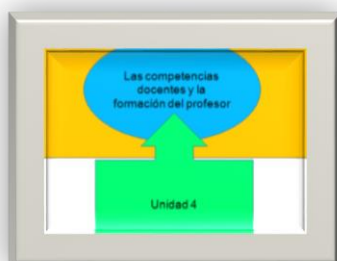 Las competencias
docentes y la
formación del profesor
Unidad 4